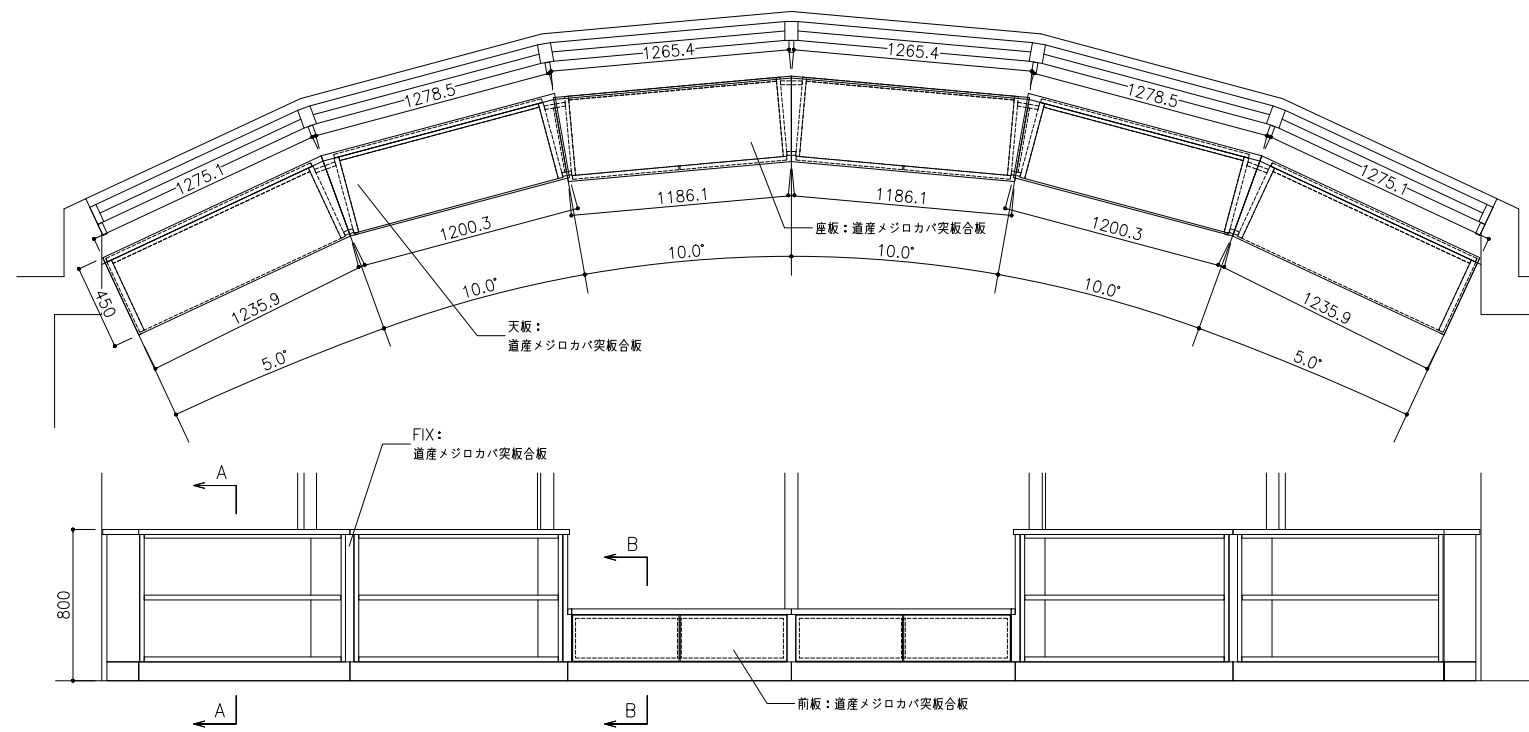 1265.4
1265.4
1278.5
1278.5
1275.1
1275.1
1186.1
1186.1
座板：道産メジロカバ突板合板
1200.3
1200.3
10.0°
10.0°
10.0°
10.0°
450
1235.9
1235.9
天板：
道産メジロカバ突板合板
5.0°
5.0°
FIX：
道産メジロカバ突板合板
A
B
800
前板：道産メジロカバ突板合板
A
B